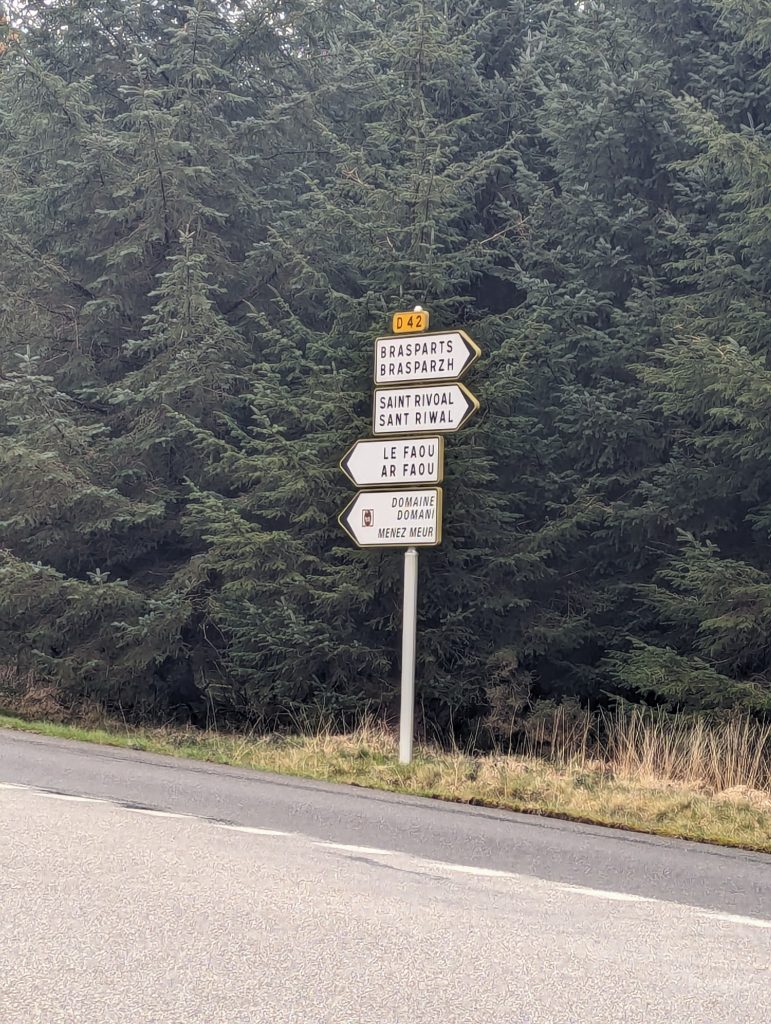 D 42
BRASPARTS
BRASPARZH
SAINT RIVOAL
SANT RIWAL
LE FAOU
AR FAOU
DOMAINE
DOMANI
MENEZ MEUR